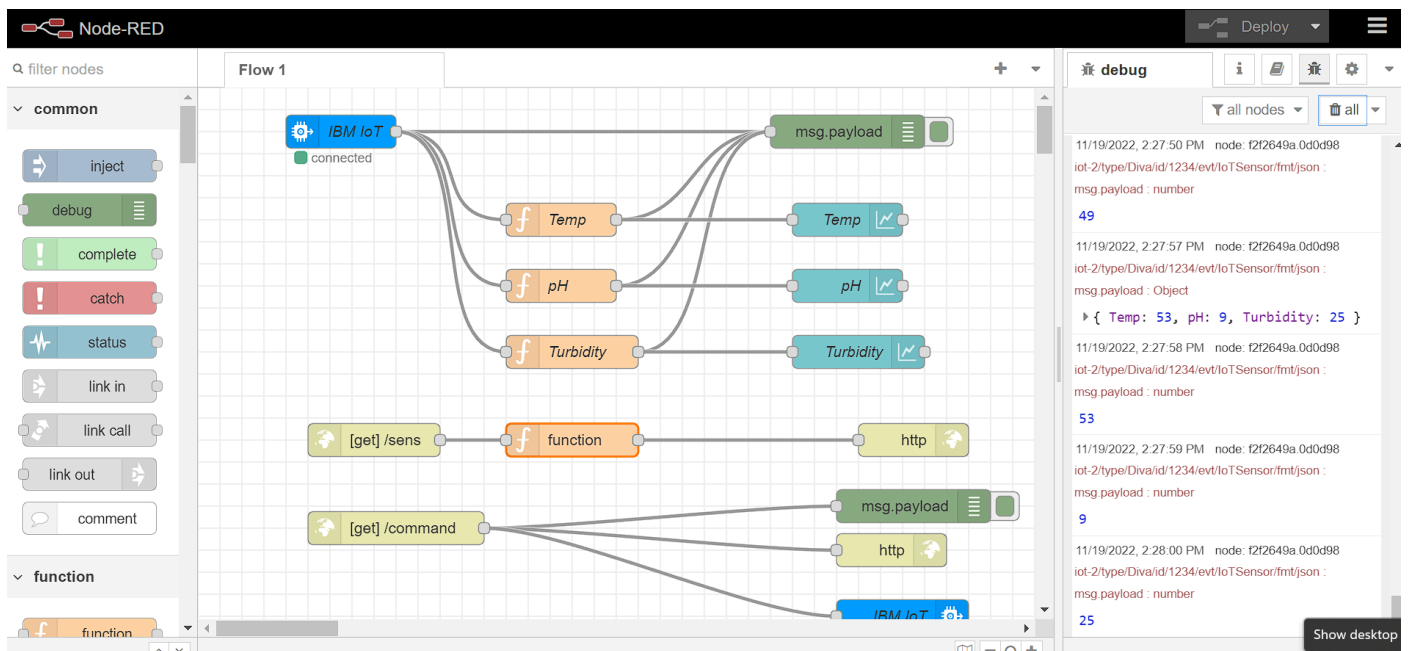 Node-RED
Deploy
filter nodes
Flow 1
debug
i
common
all nodes
all
inject
debug
complete
catch
status
link in
link call
link out
comment
function
function
IBM IoT
connected
msg.payload
Temp
Temp
pH
pH
Turbidity
Turbidity
[get] /sens
function
http
[get] /command
msg.payload
http
IBM IoT
11/19/2022, 2:27:50 PM node: f2f2649a.0d0d98
iot-2/type/Diva/id/1234/evt/IoTSensor/fmt/json :
msg.payload : number
49
11/19/2022, 2:27:57 PM node: f2f2649a.0d0d98
iot-2/type/Diva/id/1234/evt/IoTSensor/fmt/json :
msg.payload : Object
{ Temp: 53, pH: 9, Turbidity: 25 }
11/19/2022, 2:27:58 PM node: f2f2649a.0d0d98
iot-2/type/Diva/id/1234/evt/IoTSensor/fmt/json :
msg.payload : number
53
11/19/2022, 2:27:59 PM node: f2f2649a.0d0d98
iot-2/type/Diva/id/1234/evt/IoTSensor/fmt/json :
msg.payload : number
9
11/19/2022, 2:28:00 PM node: f2f2649a.0d0d98
iot-2/type/Diva/id/1234/evt/IoTSensor/fmt/json :
msg.payload : number
25
Show desktop